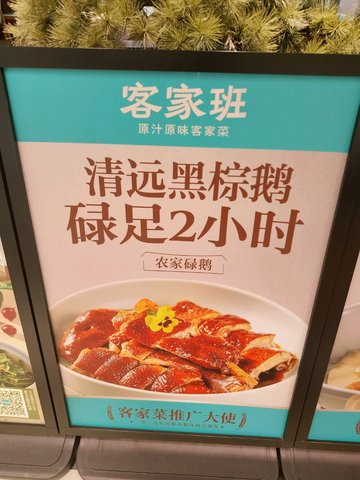 客家班
原汁原味客家菜
清远黑棕鹅
碌足2小时
农家碌鹅
客家菜推广大使